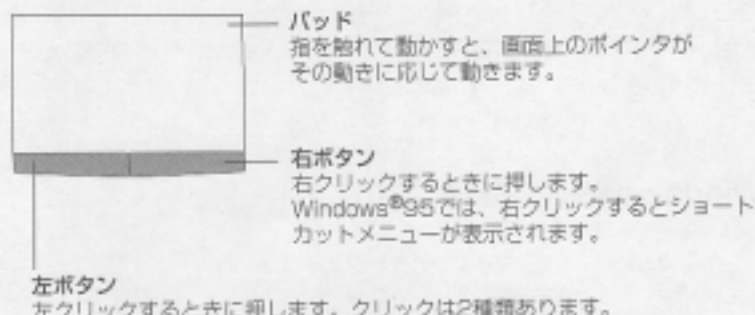 パッド
指を触れて動かすと、画面上のポインタが
その動きに応じて動きます。
右ボタン
右クリックするときに押します。
Windows®95では、右クリックするとショート
カットメニューが表示されます。
左ボタン
左クリックするときに押します。クリックは2種類あります。